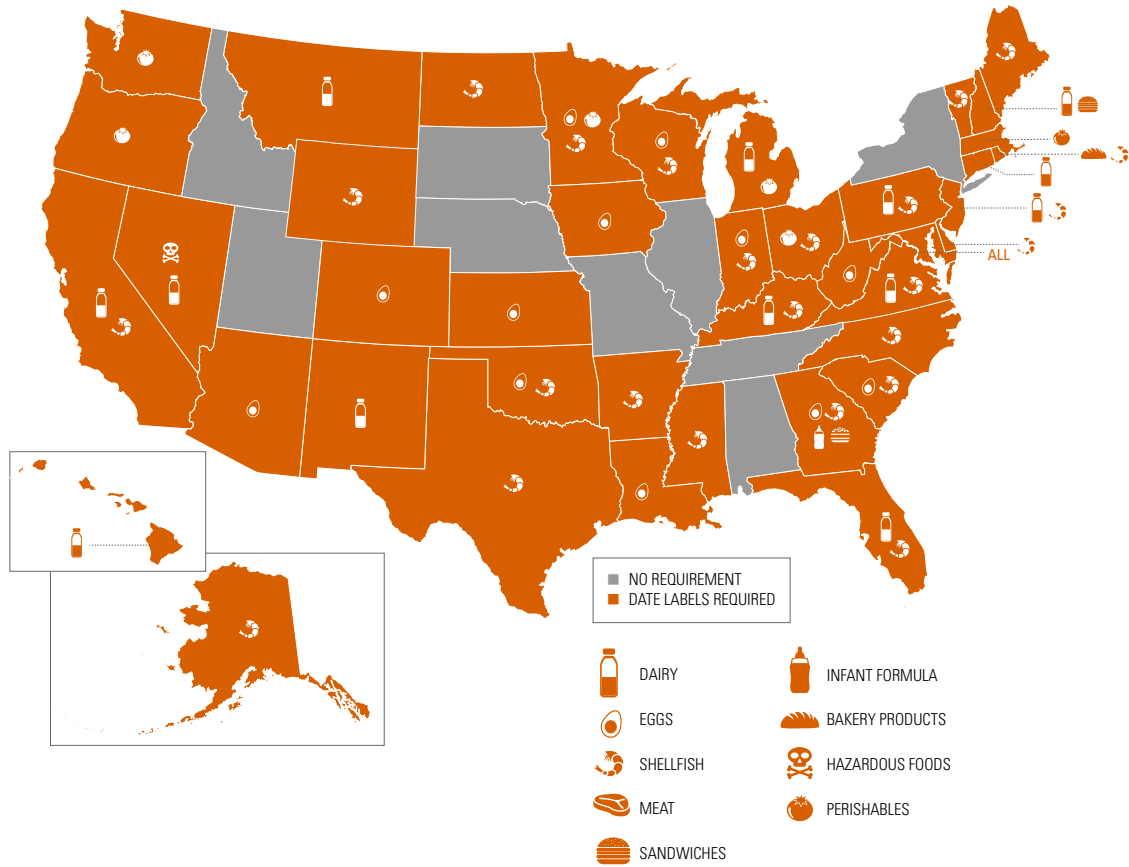 ALL
NO REQUIREMENT
DATE LABELS REQUIRED
DAIRY
EGGS
SHELLFISH
MEAT
SANDWICHES
INFANT FORMULA
BAKERY PRODUCTS
HAZARDOUS FOODS
PERISHABLES